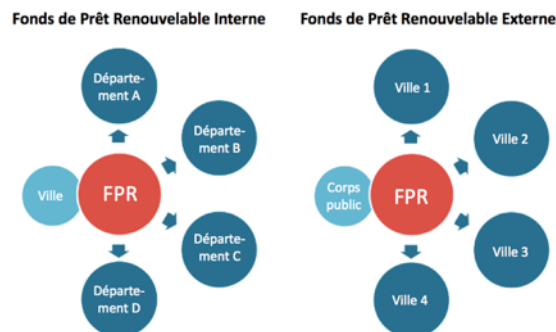 Fonds de Prêt Renouvelable Interne
Départe-
ment A
Départe-
ment B
Ville
FPR
Départe-
ment C
Départe-
ment D
Fonds de Prêt Renouvelable Externe
Ville 1
Ville 2
Corps
public
FPR
Ville 3
Ville 4